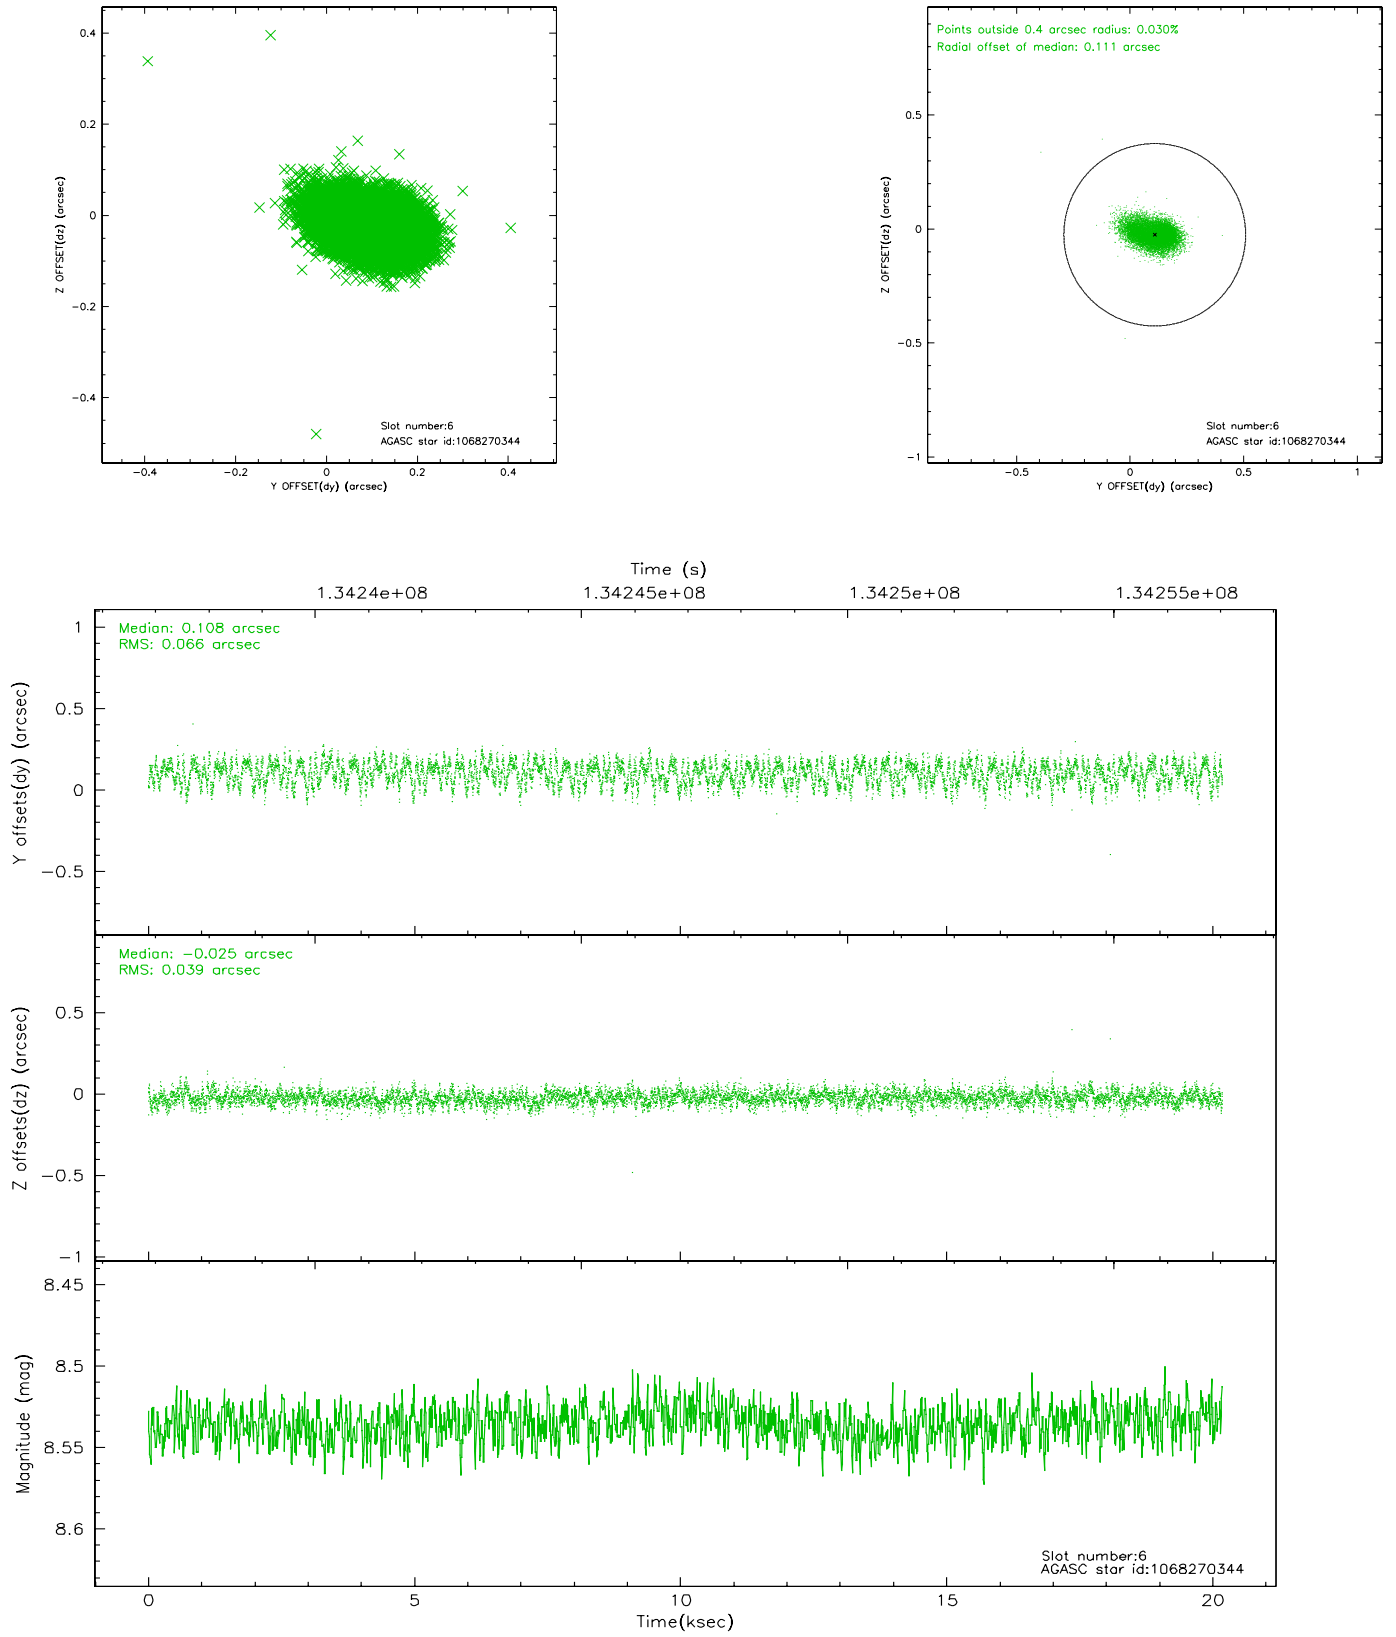 0.4
0.2
0
−0.2
−0.4
Z OFFSET(dz) (arcsec)
Slot number:6
AGASC star id:1068270344
−0.4 −0.2 0 0.2 0.4
Y OFFSET(dy) (arcsec)
Points outside 0.4 arcsec radius: 0.030%
Radial offset of median: 0.111 arcsec
0.5
0
−0.5
−1
Z OFFSET(dz) (arcsec)
Slot number:6
AGASC star id:1068270344
−0.5 0 0.5 1
Y OFFSET(dy) (arcsec)
Time (s)
1.3424e+08 1.34245e+08 1.3425e+08 1.34255e+08
Median: 0.108 arcsec
RMS: 0.066 arcsec
1
0.5
0
−0.5
Y offsets(dy) (arcsec)
Median: −0.025 arcsec
RMS: 0.039 arcsec
0.5
0
−0.5
−1
Z offsets(dz) (arcsec)
8.45
8.5
8.55
8.6
Magnitude (mag)
Slot number:6
AGASC star id:1068270344
0 5 10 15 20
Time(ksec)